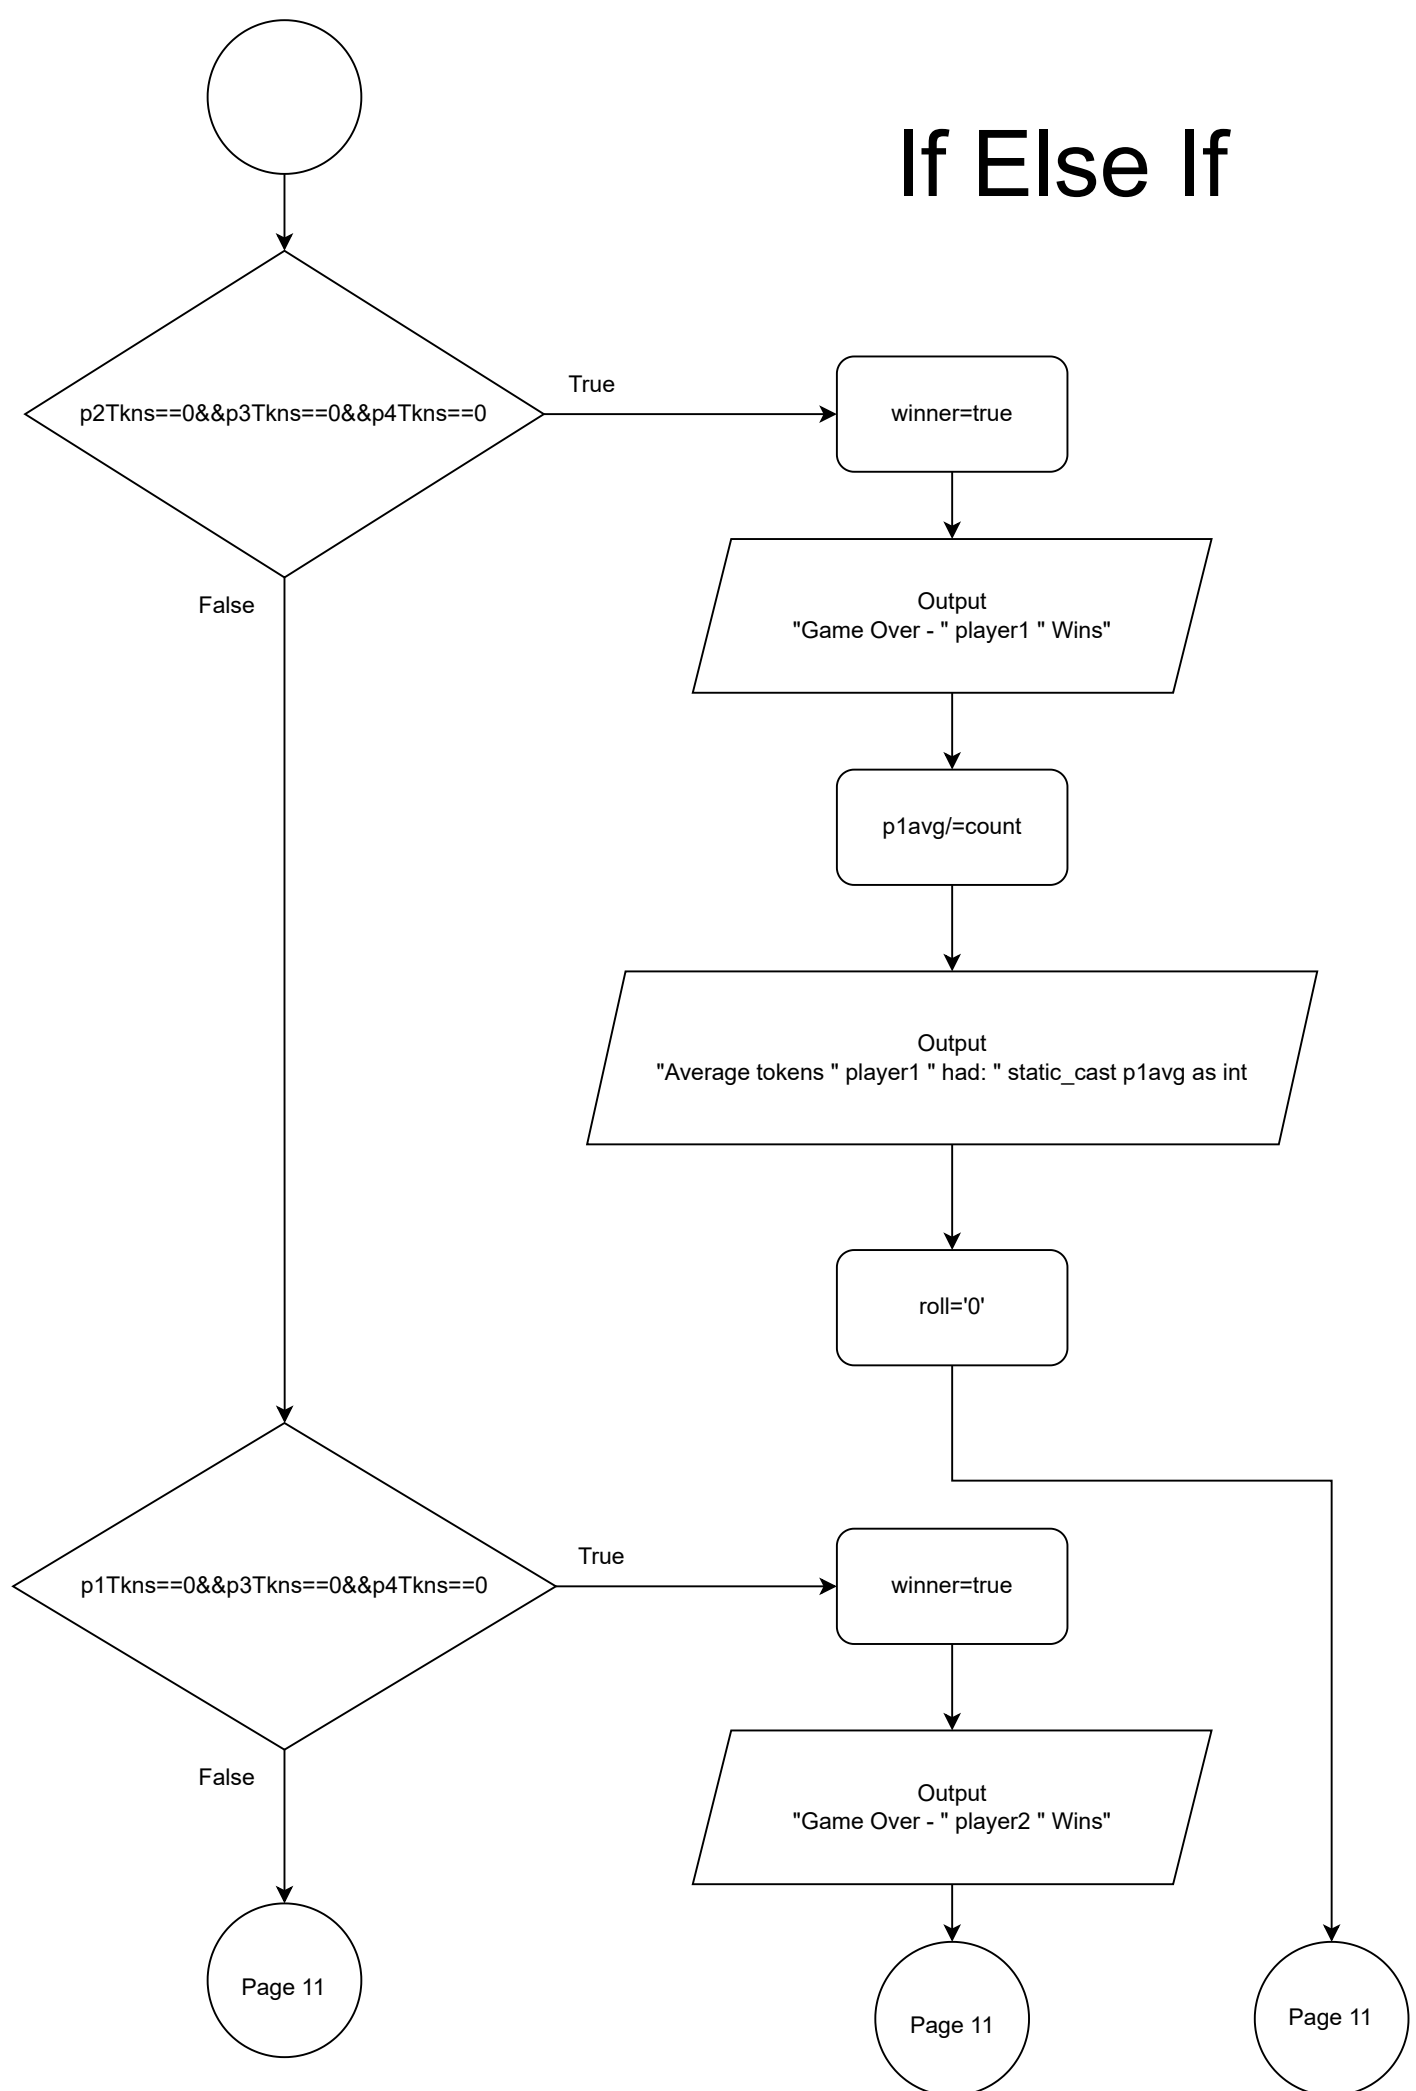 If Else If
p2Tkns==0&&p3Tkns==0&&p4Tkns==0
True
winner=true
False
Output
"Game Over - " player1 " Wins"
p1avg/=count
Output
"Average tokens " player1 " had: " static_cast p1avg as int
roll='0'
p1Tkns==0&&p3Tkns==0&&p4Tkns==0
True
winner=true
False
Output
"Game Over - " player2 " Wins"
Page 11
Page 11
Page 11